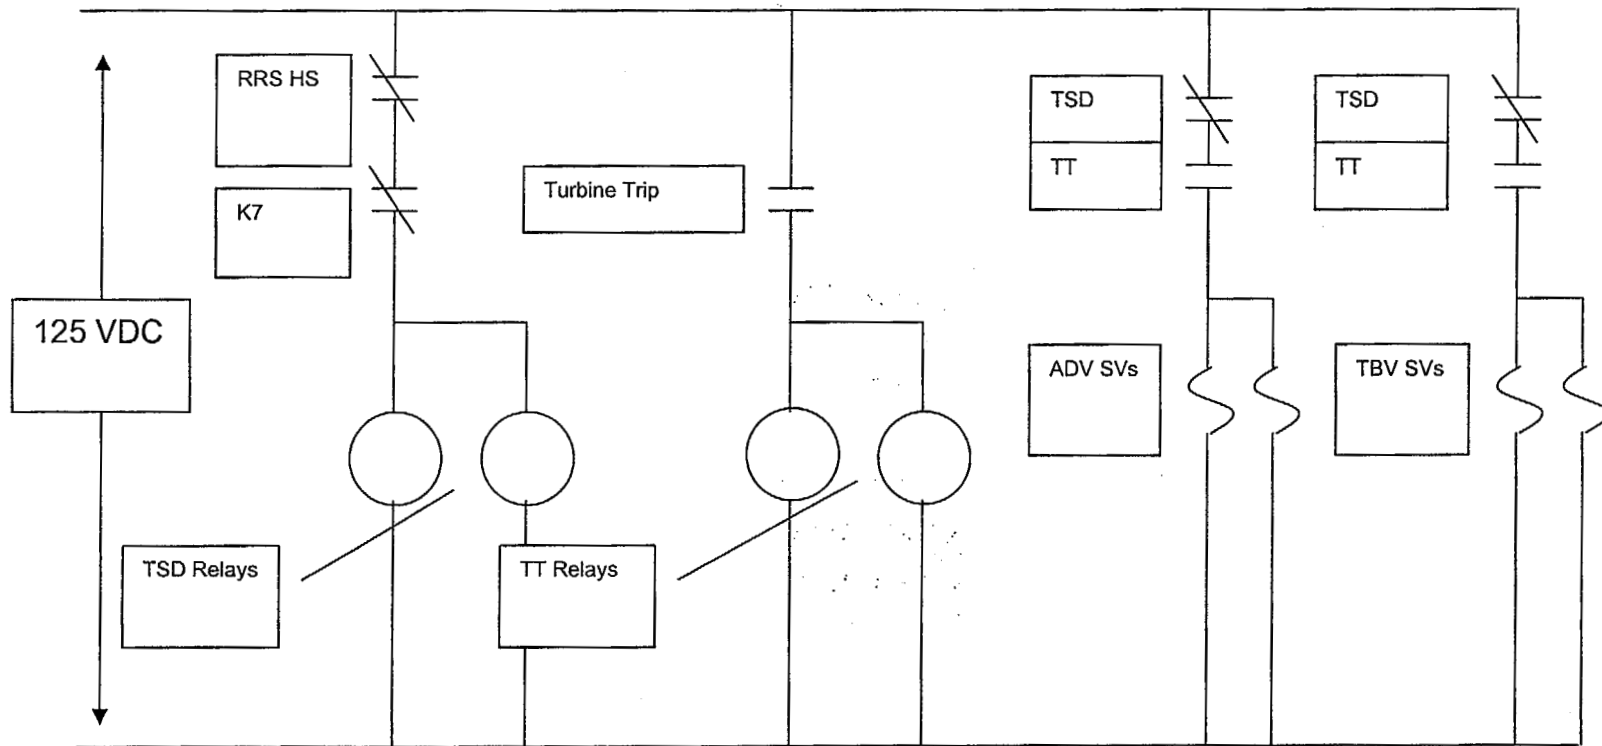 RRS HS
K7
Turbine Trip
TSD
TT
TSD
TT
125 VDC
ADV SVs
TBV SVs
TSD Relays
TT Relays